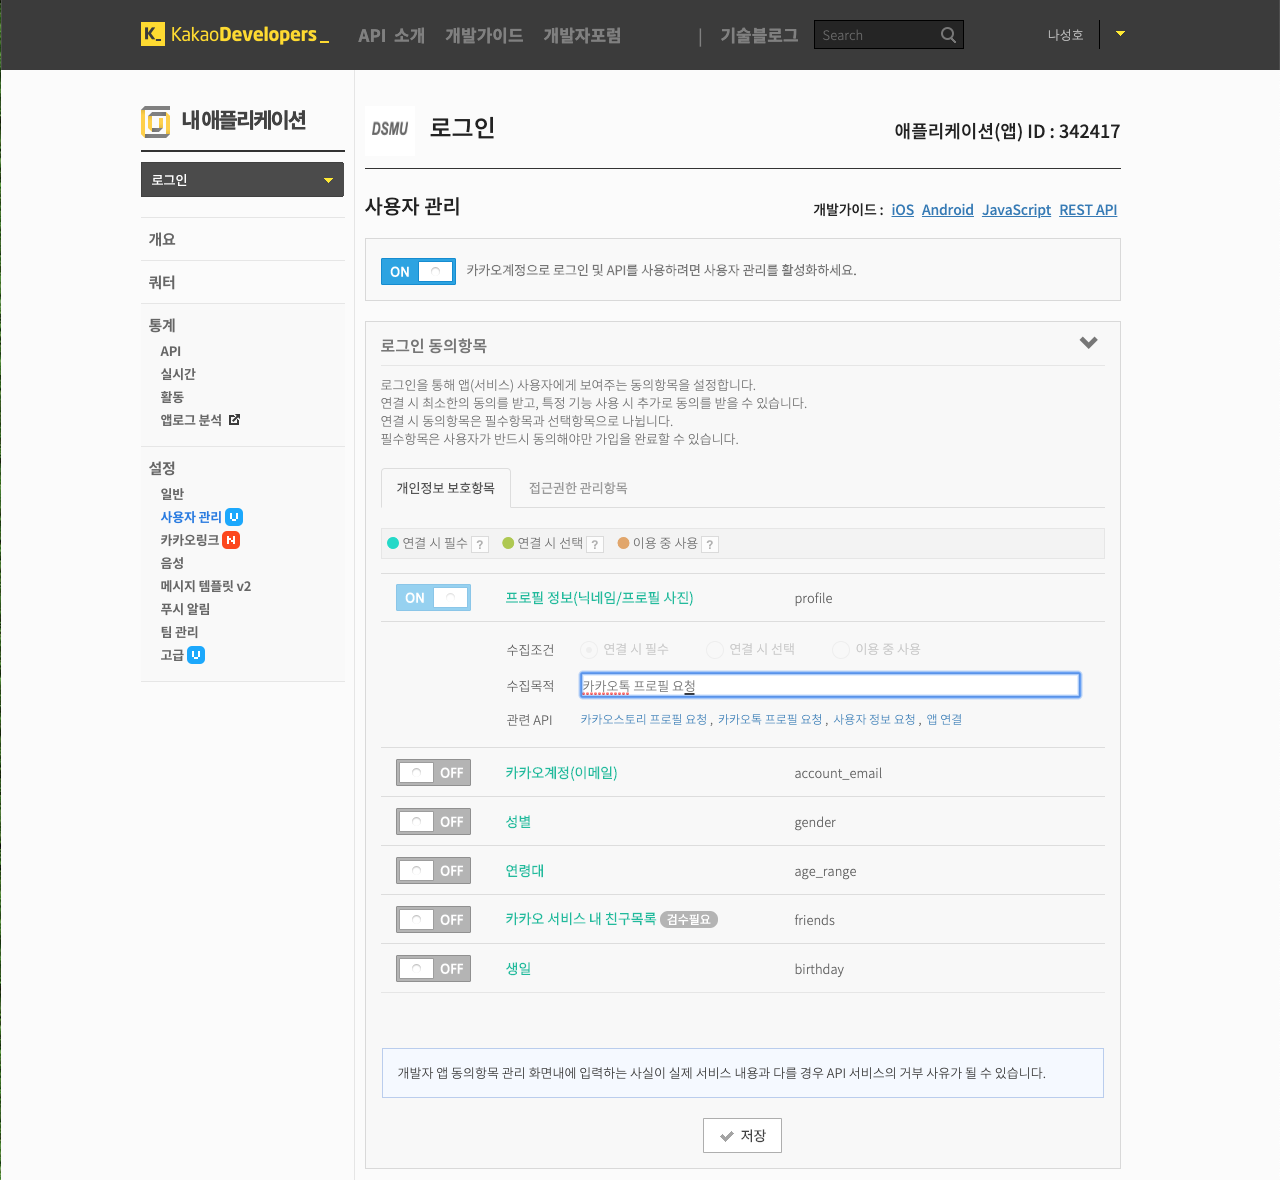 K_ KakaoDevelopers_ API 소개 개발가이드 개발자포럼 | 기술블로그 Search 나성호
내 애플리케이션
로그인
개요
쿼터
통계
API
실시간
활동
앱로그 분석
설정
일반
사용자 관리 U
카카오링크 N
음성
메시지 템플릿 v2
푸시 알림
팀 관리
고급 U
DSMU 로그인 애플리케이션(앱) ID : 342417
사용자 관리 개발가이드 : iOS Android JavaScript REST API
ON 카카오계정으로 로그인 및 API를 사용하려면 사용자 관리를 활성화하세요.
로그인 동의항목
로그인을 통해 앱(서비스) 사용자에게 보여주는 동의항목을 설정합니다.
연결 시 최소한의 동의를 받고, 특정 기능 사용 시 추가로 동의를 받을 수 있습니다.
연결 시 동의항목은 필수항목과 선택항목으로 나뉩니다.
필수항목은 사용자가 반드시 동의해야만 가입을 완료할 수 있습니다.
개인정보 보호항목 접근권한 관리항목
연결 시 필수 ? 연결 시 선택 ? 이용 중 사용 ?
ON 프로필 정보(닉네임/프로필 사진) profile
수집조건 연결 시 필수 연결 시 선택 이용 중 사용
수집목적 카카오톡 프로필 요청
관련 API 카카오스토리 프로필 요청 , 카카오톡 프로필 요청 , 사용자 정보 요청 , 앱 연결
OFF 카카오계정(이메일) account_email
OFF 성별 gender
OFF 연령대 age_range
OFF 카카오 서비스 내 친구목록 검수필요 friends
OFF 생일 birthday
개발자 앱 동의항목 관리 화면내에 입력하는 사실이 실제 서비스 내용과 다를 경우 API 서비스의 거부 사유가 될 수 있습니다.
저장